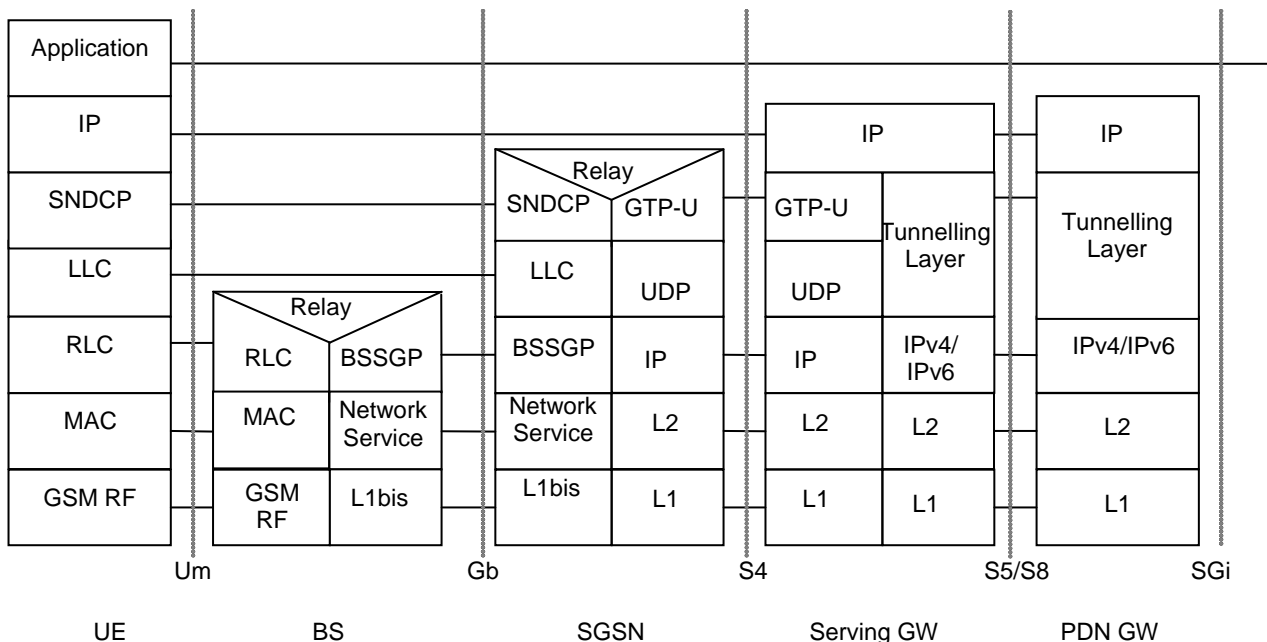 Application
IP
SNDCP
LLC
RLC
MAC
GSM RF
Relay
RLC
BSSGP
MAC
Network
Service
GSM
RF
L1bis
Relay
SNDCP
GTP-U
LLC
UDP
BSSGP
IP
Network
Service
L2
L1bis
L1
IP
GTP-U
Tunnelling
Layer
UDP
IP
IPv4/
IPv6
L2
L2
L1
L1
IP
Tunnelling
Layer
IPv4/IPv6
L2
L1
Um
Gb
S4
S5/S8
SGi
UE
BS
SGSN
Serving GW
PDN GW